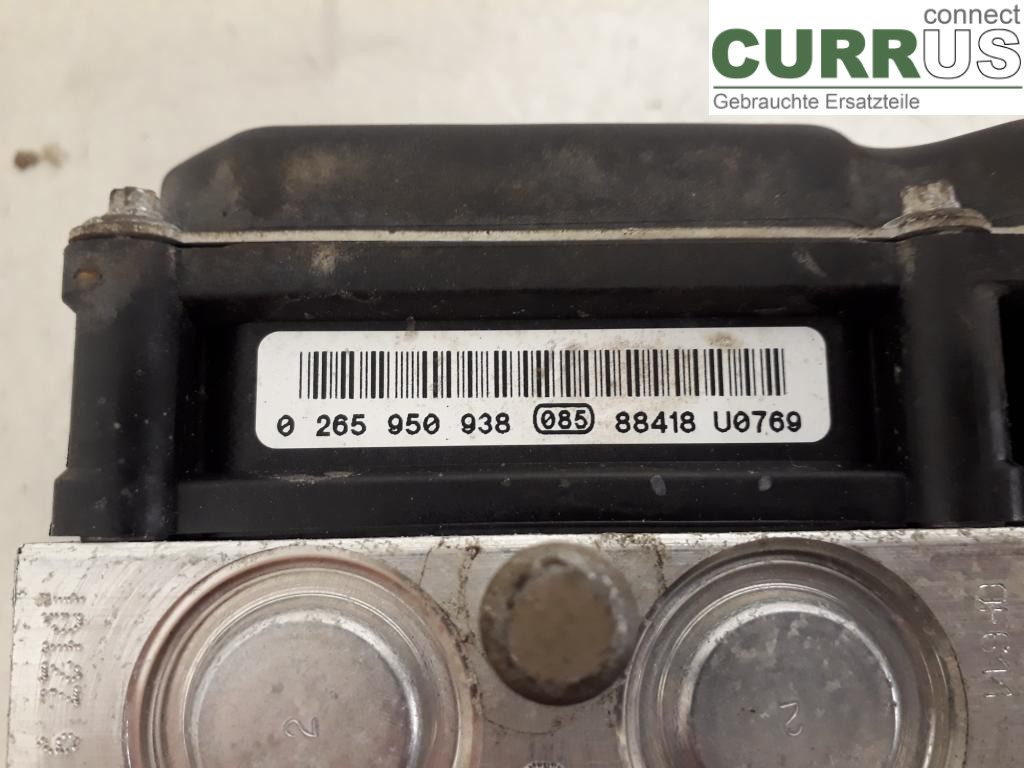 connect
CURRUS
Gebrauchte Ersatzteile
0 265 950 938 085 88418 U0769
2
2